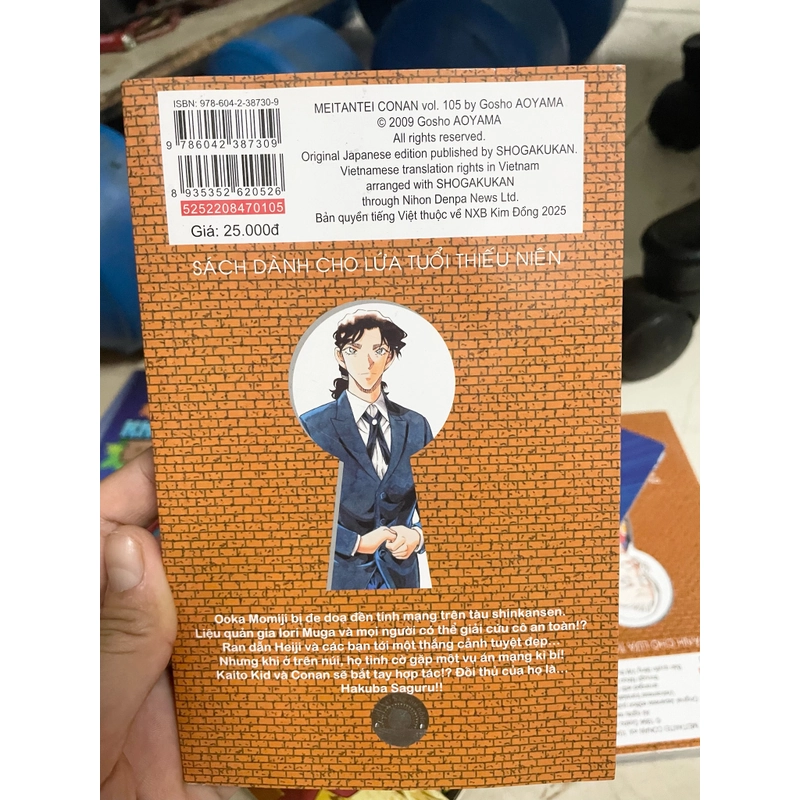 ISBN: 978-604-2-38730-9
9 786042 387309
8 935352 620526
5252208470105
Giá: 25.000đ
MEITANTEI CONAN vol. 105 by Gosho AOYAMA
© 2009 Gosho AOYAMA
All rights reserved.
Original Japanese edition published by SHOGAKUKAN.
Vietnamese translation rights in Vietnam
arranged with SHOGAKUKAN
through Nihon Denpa News Ltd.
Bản quyền tiếng Việt thuộc về NXB Kim Đồng 2025
SÁCH DÀNH CHO LỨA TUỔI THIẾU NIÊN
Ooka Momiji bị đe doạ đến tính mạng trên tàu shinkansen.
Liệu quản gia Iori Muga và mọi người có thể giải cứu cô an toàn!?
Ran dẫn Heiji và các bạn tới một thắng cảnh tuyệt đẹp...
Nhưng khi ở trên núi, họ tình cờ gặp một vụ án mạng kì bí!
Kaito Kid và Conan sẽ bắt tay hợp tác!? Đối thủ của họ là...
Hakuba Saguru!!